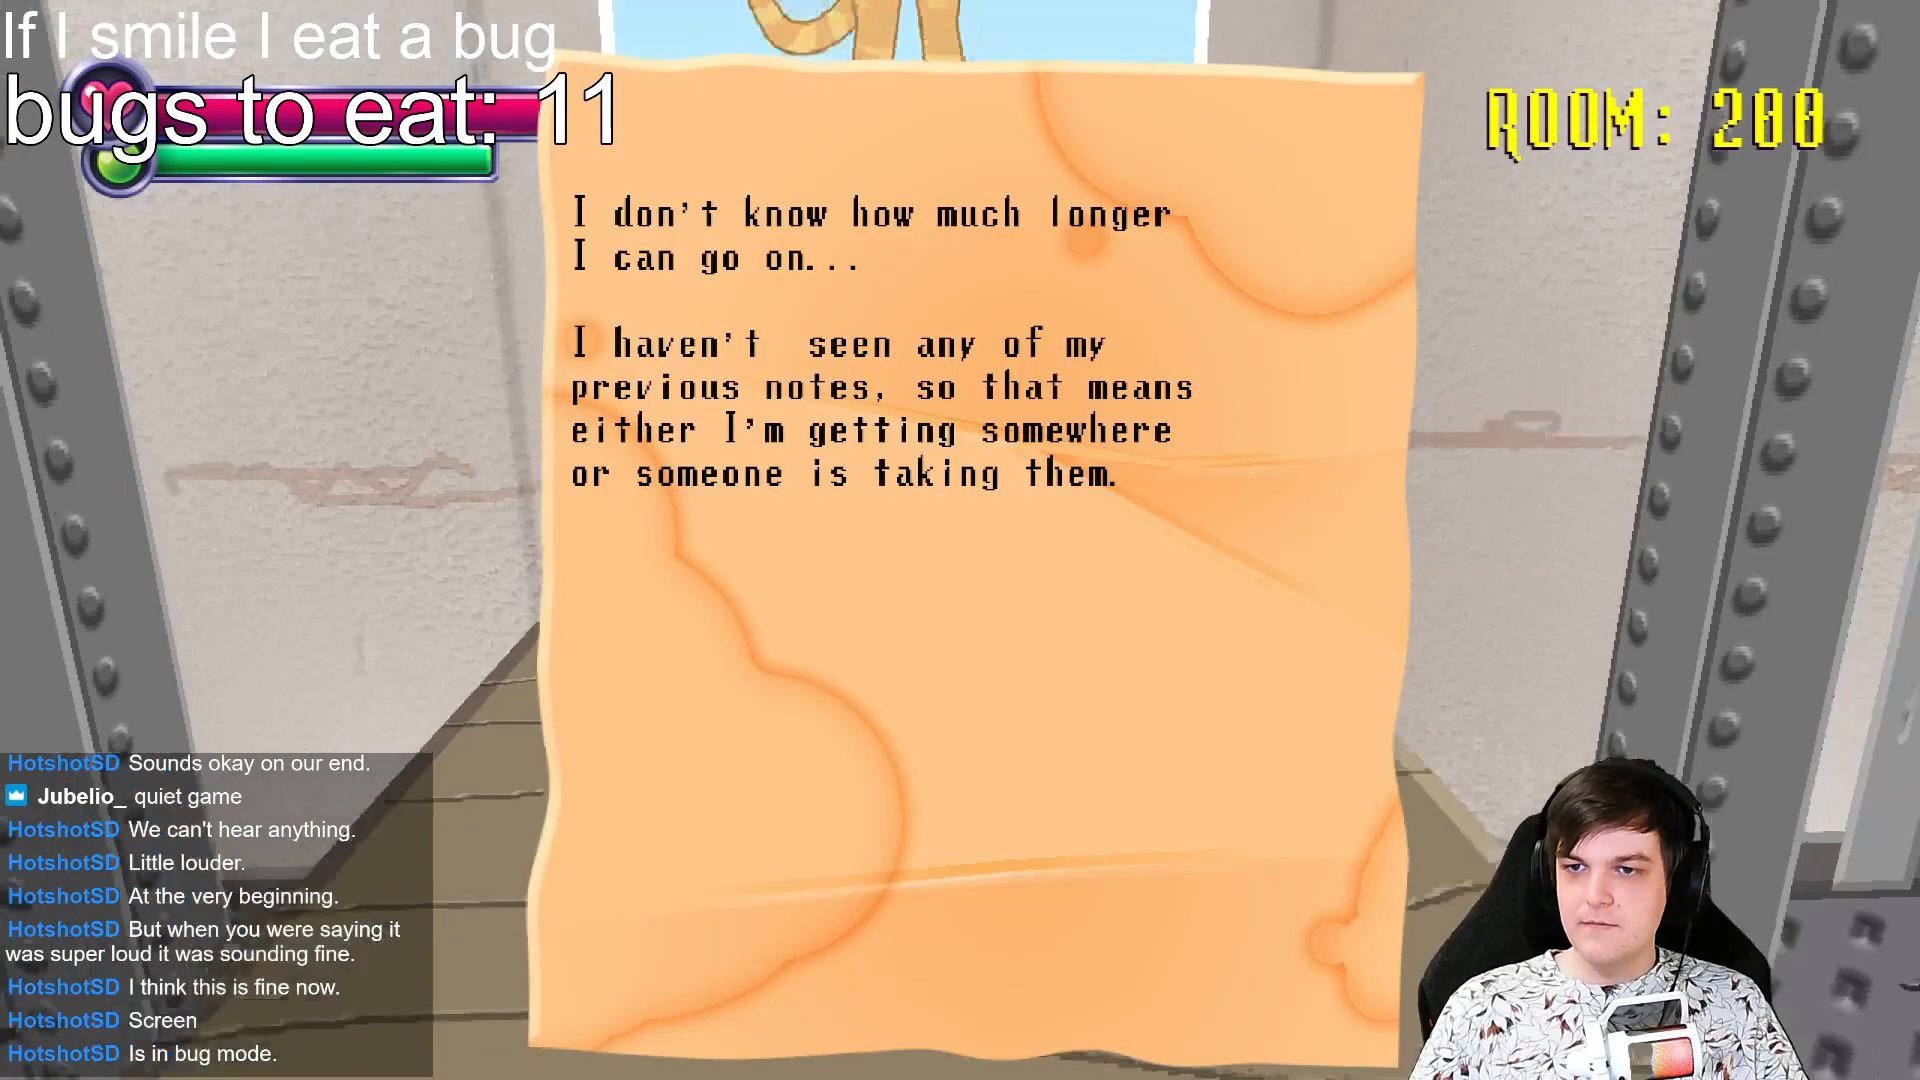 If I smile I eat a bug
bugs to eat: 11
ROOM: 200
I don't know how much longer
I can go on...
I haven't  seen any of my
previous notes, so that means
either I'm getting somewhere
or someone is taking them.
HotshotSD Sounds okay on our end.
Jubelio_ quiet game
HotshotSD We can't hear anything.
HotshotSD Little louder.
HotshotSD At the very beginning.
HotshotSD But when you were saying it
was super loud it was sounding fine.
HotshotSD I think this is fine now.
HotshotSD Screen
HotshotSD Is in bug mode.